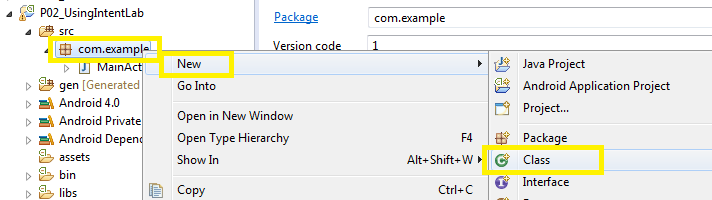 P02_UsingIntentLab
src
com.example
MainAct
gen [Generated
Android 4.0
Android Private
Android Depend
assets
bin
libs
Package com.example
Version code 1
New
Go Into
Open in New Window
Open Type Hierarchy F4
Show In Alt+Shift+W
Copy Ctrl+C
Java Project
Android Application Project
Project...
Package
Class
Interface